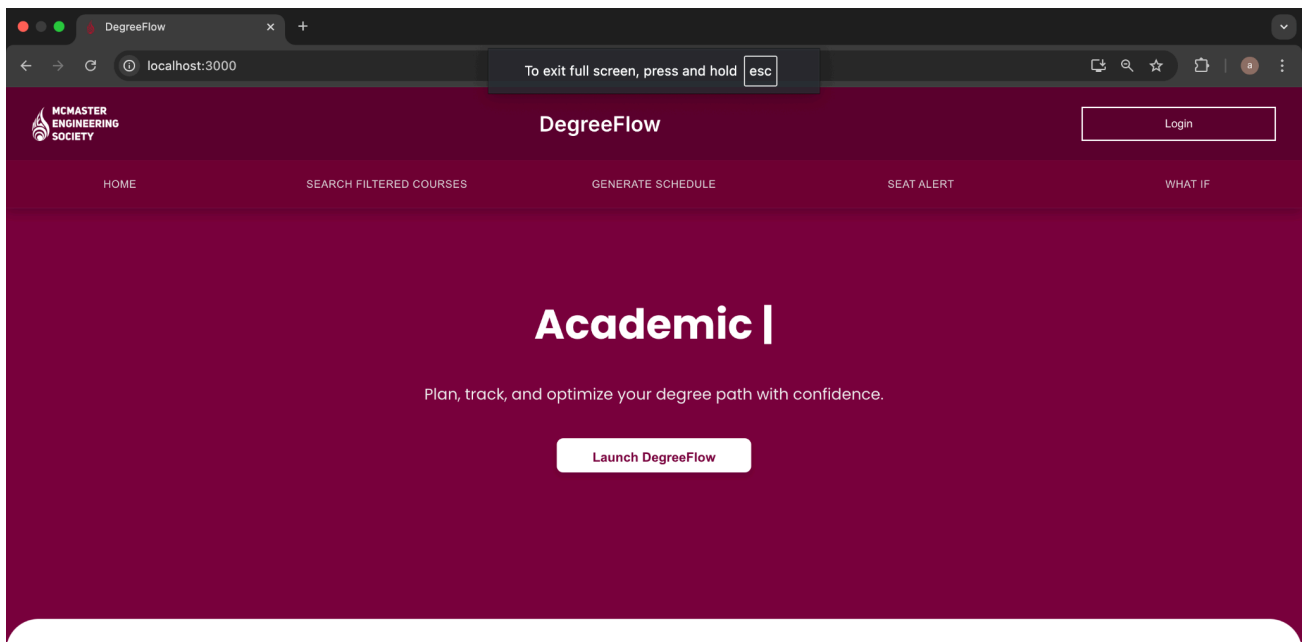 DegreeFlow
localhost:3000
To exit full screen, press and hold esc
a
MCMASTER
ENGINEERING
SOCIETY
DegreeFlow
Login
HOME
SEARCH FILTERED COURSES
GENERATE SCHEDULE
SEAT ALERT
WHAT IF
Academic |
Plan, track, and optimize your degree path with confidence.
Launch DegreeFlow